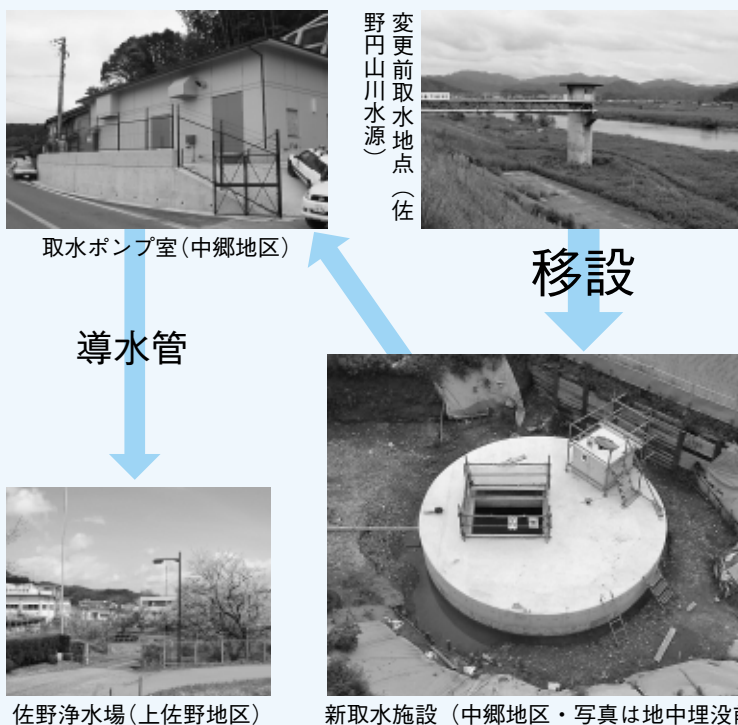 変更前取水地点（佐
野円山川水源）
取水ポンプ室（中郷地区）
移設
導水管
佐野浄水場（上佐野地区）
新取水施設（中郷地区・写真は地中埋没前